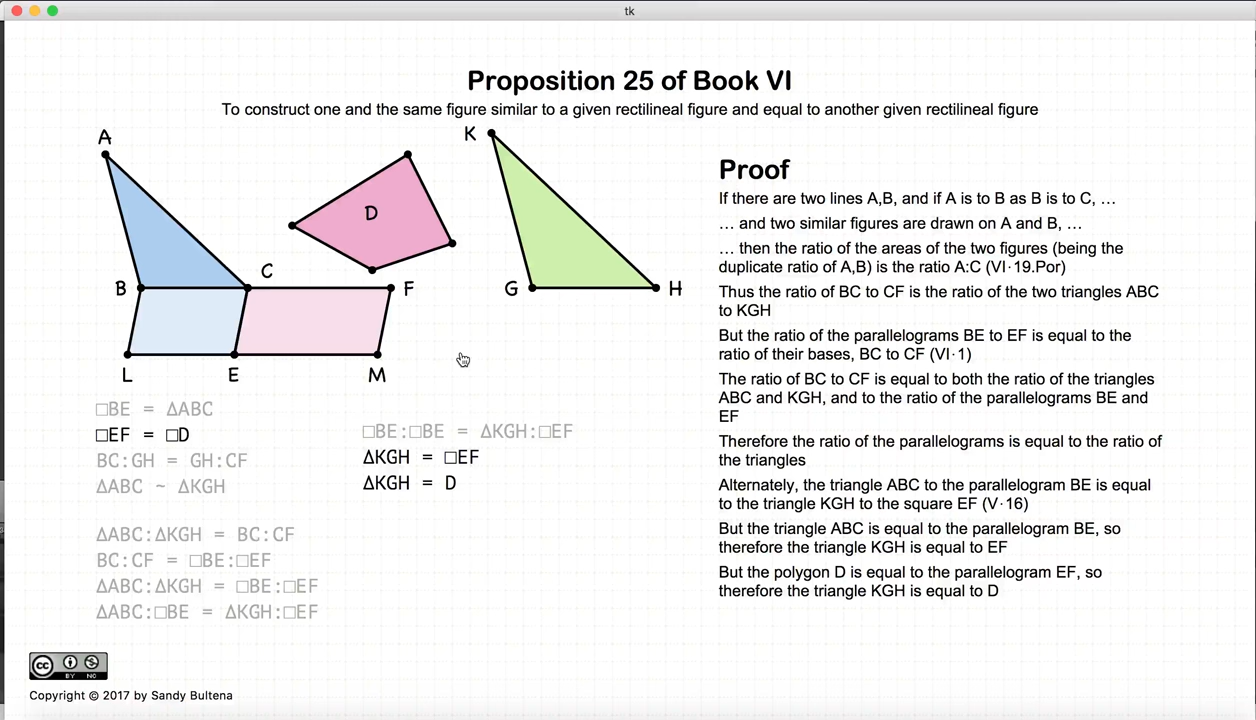 tk
Proposition 25 of Book VI
To construct one and the same figure similar to a given rectilineal figure and equal to another given rectilineal figure
A
K
D
B
C
F
G
H
L
E
M
□BE = ΔABC
□EF = □D
BC:GH = GH:CF
ΔABC ~ ΔKGH
ΔABC:ΔKGH = BC:CF
BC:CF = □BE:□EF
ΔABC:ΔKGH = □BE:□EF
ΔABC:□BE = ΔKGH:□EF
□BE:□BE = ΔKGH:□EF
ΔKGH = □EF
ΔKGH = D
Proof
If there are two lines A,B, and if A is to B as B is to C, …
… and two similar figures are drawn on A and B, …
… then the ratio of the areas of the two figures (being the
duplicate ratio of A,B) is the ratio A:C (VI·19.Por)
Thus the ratio of BC to CF is the ratio of the two triangles ABC
to KGH
But the ratio of the parallelograms BE to EF is equal to the
ratio of their bases, BC to CF (VI·1)
The ratio of BC to CF is equal to both the ratio of the triangles
ABC and KGH, and to the ratio of the parallelograms BE and
EF
Therefore the ratio of the parallelograms is equal to the ratio of
the triangles
Alternately, the triangle ABC to the parallelogram BE is equal
to the triangle KGH to the square EF (V·16)
But the triangle ABC is equal to the parallelogram BE, so
therefore the triangle KGH is equal to EF
But the polygon D is equal to the parallelogram EF, so
therefore the triangle KGH is equal to D
cc
BY NC
Copyright © 2017 by Sandy Bultena